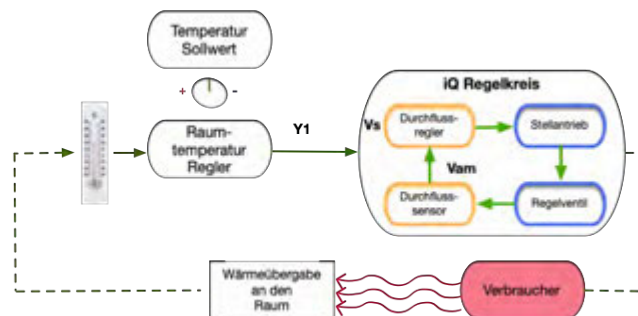 Temperatur
Sollwert
+
-
Raum-
temperatur
Regler
Y1
iQ Regelkreis
Vs
Durchfluss-
regler
Stellantrieb
Vam
Durchfluss-
sensor
Regelventil
Wärmeübergabe
an den
Raum
Verbraucher